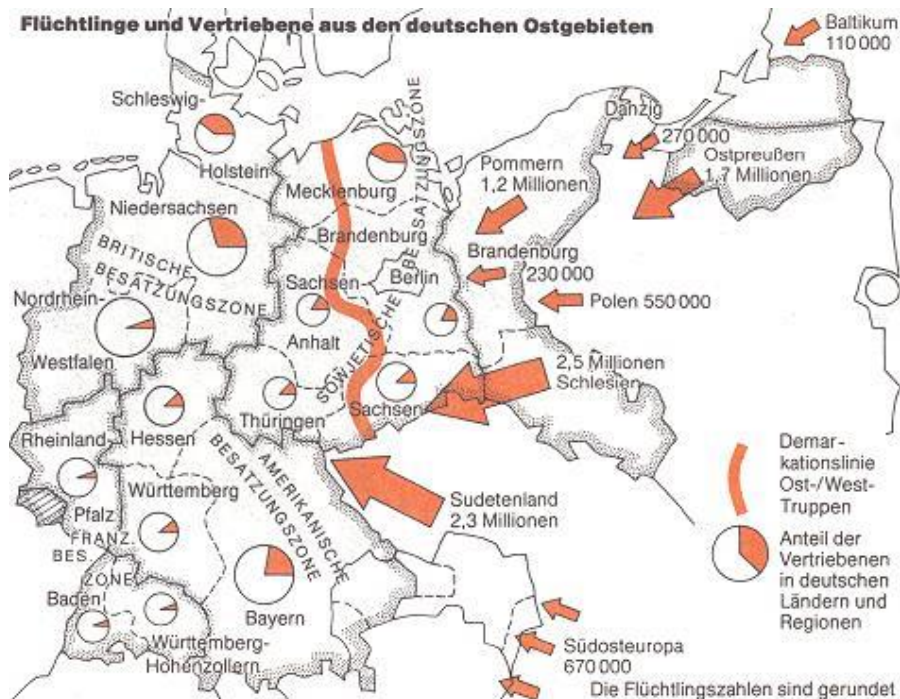 Flüchtlinge und Vertriebene aus den deutschen Ostgebieten
Baltikum
110 000
Schleswig-
Holstein
Danzig
270 000
Ostpreußen
1,7 Millionen
Pommern
1,2 Millionen
Mecklenburg
Niedersachsen
BRITISCHE
BESATZUNGSZONE
Brandenburg
Berlin
Brandenburg
230 000
Polen 550 000
SOWJETISCHE BESATZUNGSZONE
Sachsen-
Anhalt
Nordrhein-
Westfalen
2,5 Millionen
Schlesien
Thüringen
Sachsen
Hessen
Rheinland-
Pfalz
AMERIKANISCHE
BESATZUNGSZONE
Württemberg
FRANZ.
BES.
ZONE
Sudetenland
2,3 Millionen
Baden
Württemberg-
Hohenzollern
Bayern
Südosteuropa
670 000
Demar-
kationslinie
Ost-/West-
Truppen
Anteil der
Vertriebenen
in deutschen
Ländern und
Regionen
Die Flüchtlingszahlen sind gerundet